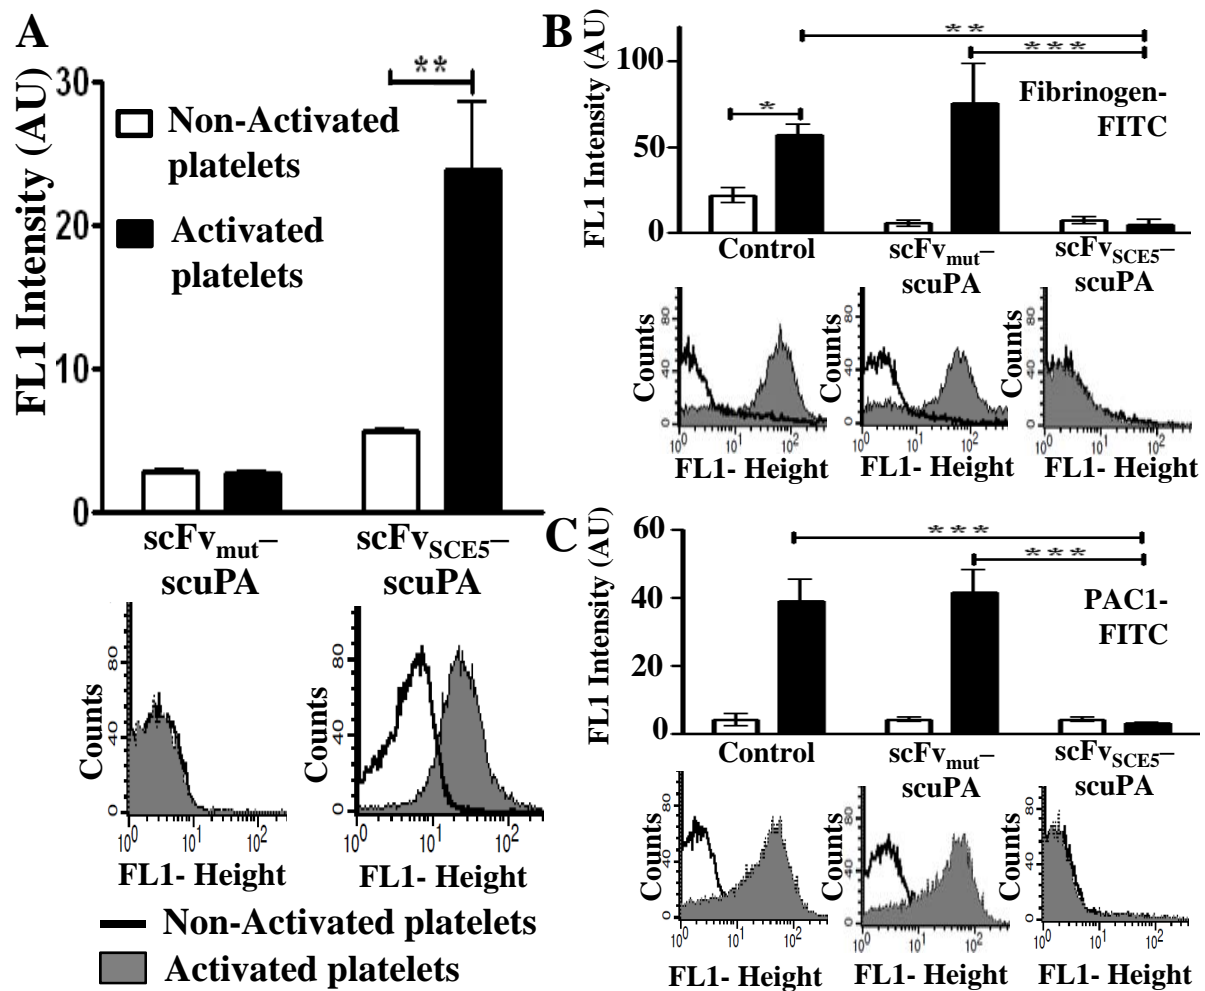 A
FL1 Intensity (AU)
30
20
10
0
**
Non-Activated
platelets
Activated
platelets
scFvmut–
scuPA
scFvSCE5–
scuPA
Counts
80
40
0
10^0 10^1 10^2
FL1- Height
Counts
80
40
0
10^0 10^1 10^2
FL1- Height
Non-Activated platelets
Activated platelets
B
FL1 Intensity (AU)
100
50
0
*
**
***
Fibrinogen-
FITC
Control
scFvmut–
scuPA
scFvSCE5–
scuPA
Counts
80
40
0
10^0 10^1 10^2
FL1- Height
Counts
80
40
0
10^0 10^1 10^2
FL1- Height
Counts
80
40
0
10^0 10^1 10^2
FL1- Height
C
FL1 Intensity (AU)
60
40
20
0
***
***
PAC1-
FITC
Control
scFvmut–
scuPA
scFvSCE5–
scuPA
Counts
80
40
0
10^0 10^1 10^2
FL1- Height
Counts
80
40
0
10^0 10^1 10^2
FL1- Height
Counts
80
40
0
10^0 10^1 10^2
FL1- Height